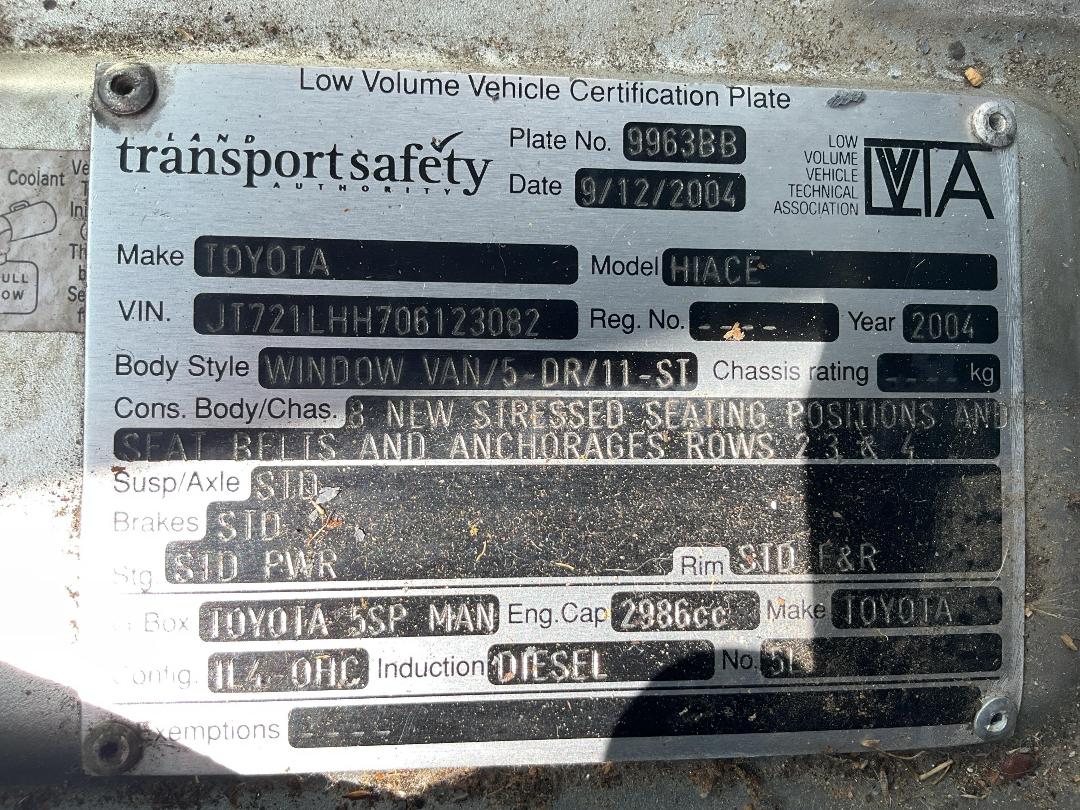 Low Volume Vehicle Certification Plate
LAND
transportsafety
AUTHORITY
Plate No. 9963BB
Date 9/12/2004
LOW
VOLUME
VEHICLE
TECHNICAL
ASSOCIATION
LVVTA
Make TOYOTA
Model HIACE
VIN. JT721LHH706123082
Reg. No. ----
Year 2004
Body Style WINDOW VAN/5-DR/11-ST
Chassis rating ---- kg
Cons. Body/Chas. 8 NEW STRESSED SEATING POSITIONS AND
SEAT BELTS AND ANCHORAGES ROWS 2 3 & 4
Susp/Axle STD
Brakes STD
Stg STD PWR
Rim STD F&R
Box TOYOTA 5SP MAN
Eng.Cap 2986cc
Make TOYOTA
Config. IL4-OHC
Induction DIESEL
No. 5L
Exemptions ----
Coolant